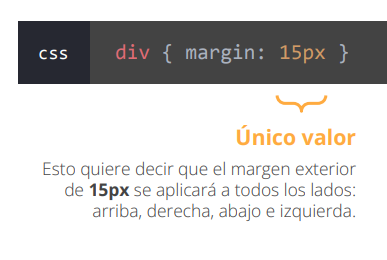 css div { margin: 15px }
Único valor
Esto quiere decir que el margen exterior
de 15px se aplicará a todos los lados:
arriba, derecha, abajo e izquierda.